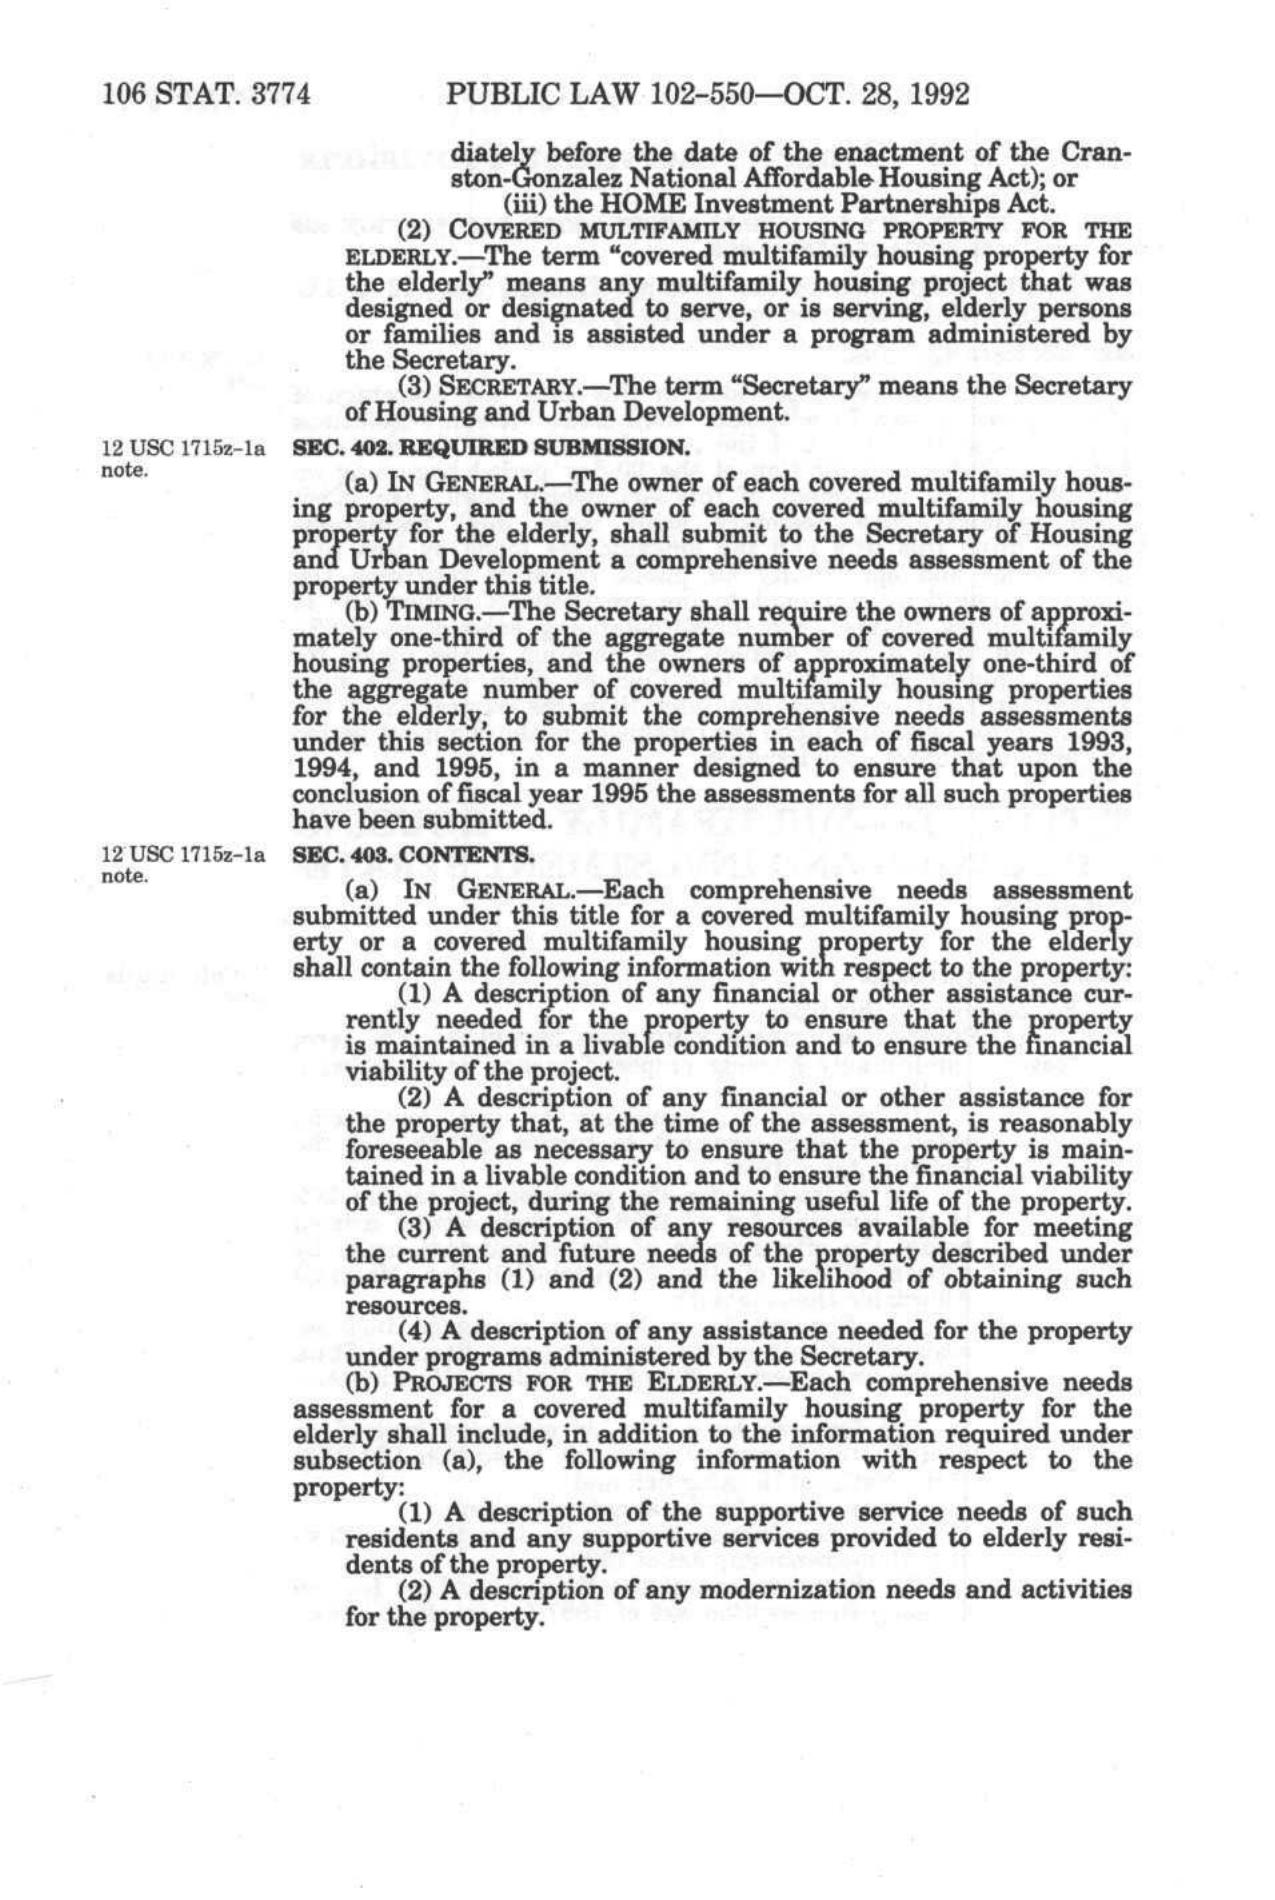 106 STAT. 3774 PUBLIC LAW 102-550—OCT. 28, 1992
diately before the date of the enactment of the Cran-
ston-Gonzalez National Affordable Housing Act); or
(iii) the HOME Investment Partnerships Act.
(2) COVERED MULTIFAMILY HOUSING PROPERTY FOR THE
ELDERLY.—The term “covered multifamily housing property for
the elderly” means any multifamily housing project that was
designed or designated to serve, or is serving, elderly persons
or families and is assisted under a program administered by
the Secretary.
(3) SECRETARY.—The term “Secretary” means the Secretary
of Housing and Urban Development.
12 USC 1715z-1a
note.
SEC. 402. REQUIRED SUBMISSION.
(a) IN GENERAL.—The owner of each covered multifamily hous-
ing property, and the owner of each covered multifamily housing
property for the elderly, shall submit to the Secretary of Housing
and Urban Development a comprehensive needs assessment of the
property under this title.
(b) TIMING.—The Secretary shall require the owners of approxi-
mately one-third of the aggregate number of covered multifamily
housing properties, and the owners of approximately one-third of
the aggregate number of covered multifamily housing properties
for the elderly, to submit the comprehensive needs assessments
under this section for the properties in each of fiscal years 1993,
1994, and 1995, in a manner designed to ensure that upon the
conclusion of fiscal year 1995 the assessments for all such properties
have been submitted.
12 USC 1715z-1a
note.
SEC. 403. CONTENTS.
(a) IN GENERAL.—Each comprehensive needs assessment
submitted under this title for a covered multifamily housing prop-
erty or a covered multifamily housing property for the elderly
shall contain the following information with respect to the property:
(1) A description of any financial or other assistance cur-
rently needed for the property to ensure that the property
is maintained in a livable condition and to ensure the financial
viability of the project.
(2) A description of any financial or other assistance for
the property that, at the time of the assessment, is reasonably
foreseeable as necessary to ensure that the property is main-
tained in a livable condition and to ensure the financial viability
of the project, during the remaining useful life of the property.
(3) A description of any resources available for meeting
the current and future needs of the property described under
paragraphs (1) and (2) and the likelihood of obtaining such
resources.
(4) A description of any assistance needed for the property
under programs administered by the Secretary.
(b) PROJECTS FOR THE ELDERLY.—Each comprehensive needs
assessment for a covered multifamily housing property for the
elderly shall include, in addition to the information required under
subsection (a), the following information with respect to the
property:
(1) A description of the supportive service needs of such
residents and any supportive services provided to elderly resi-
dents of the property.
(2) A description of any modernization needs and activities
for the property.